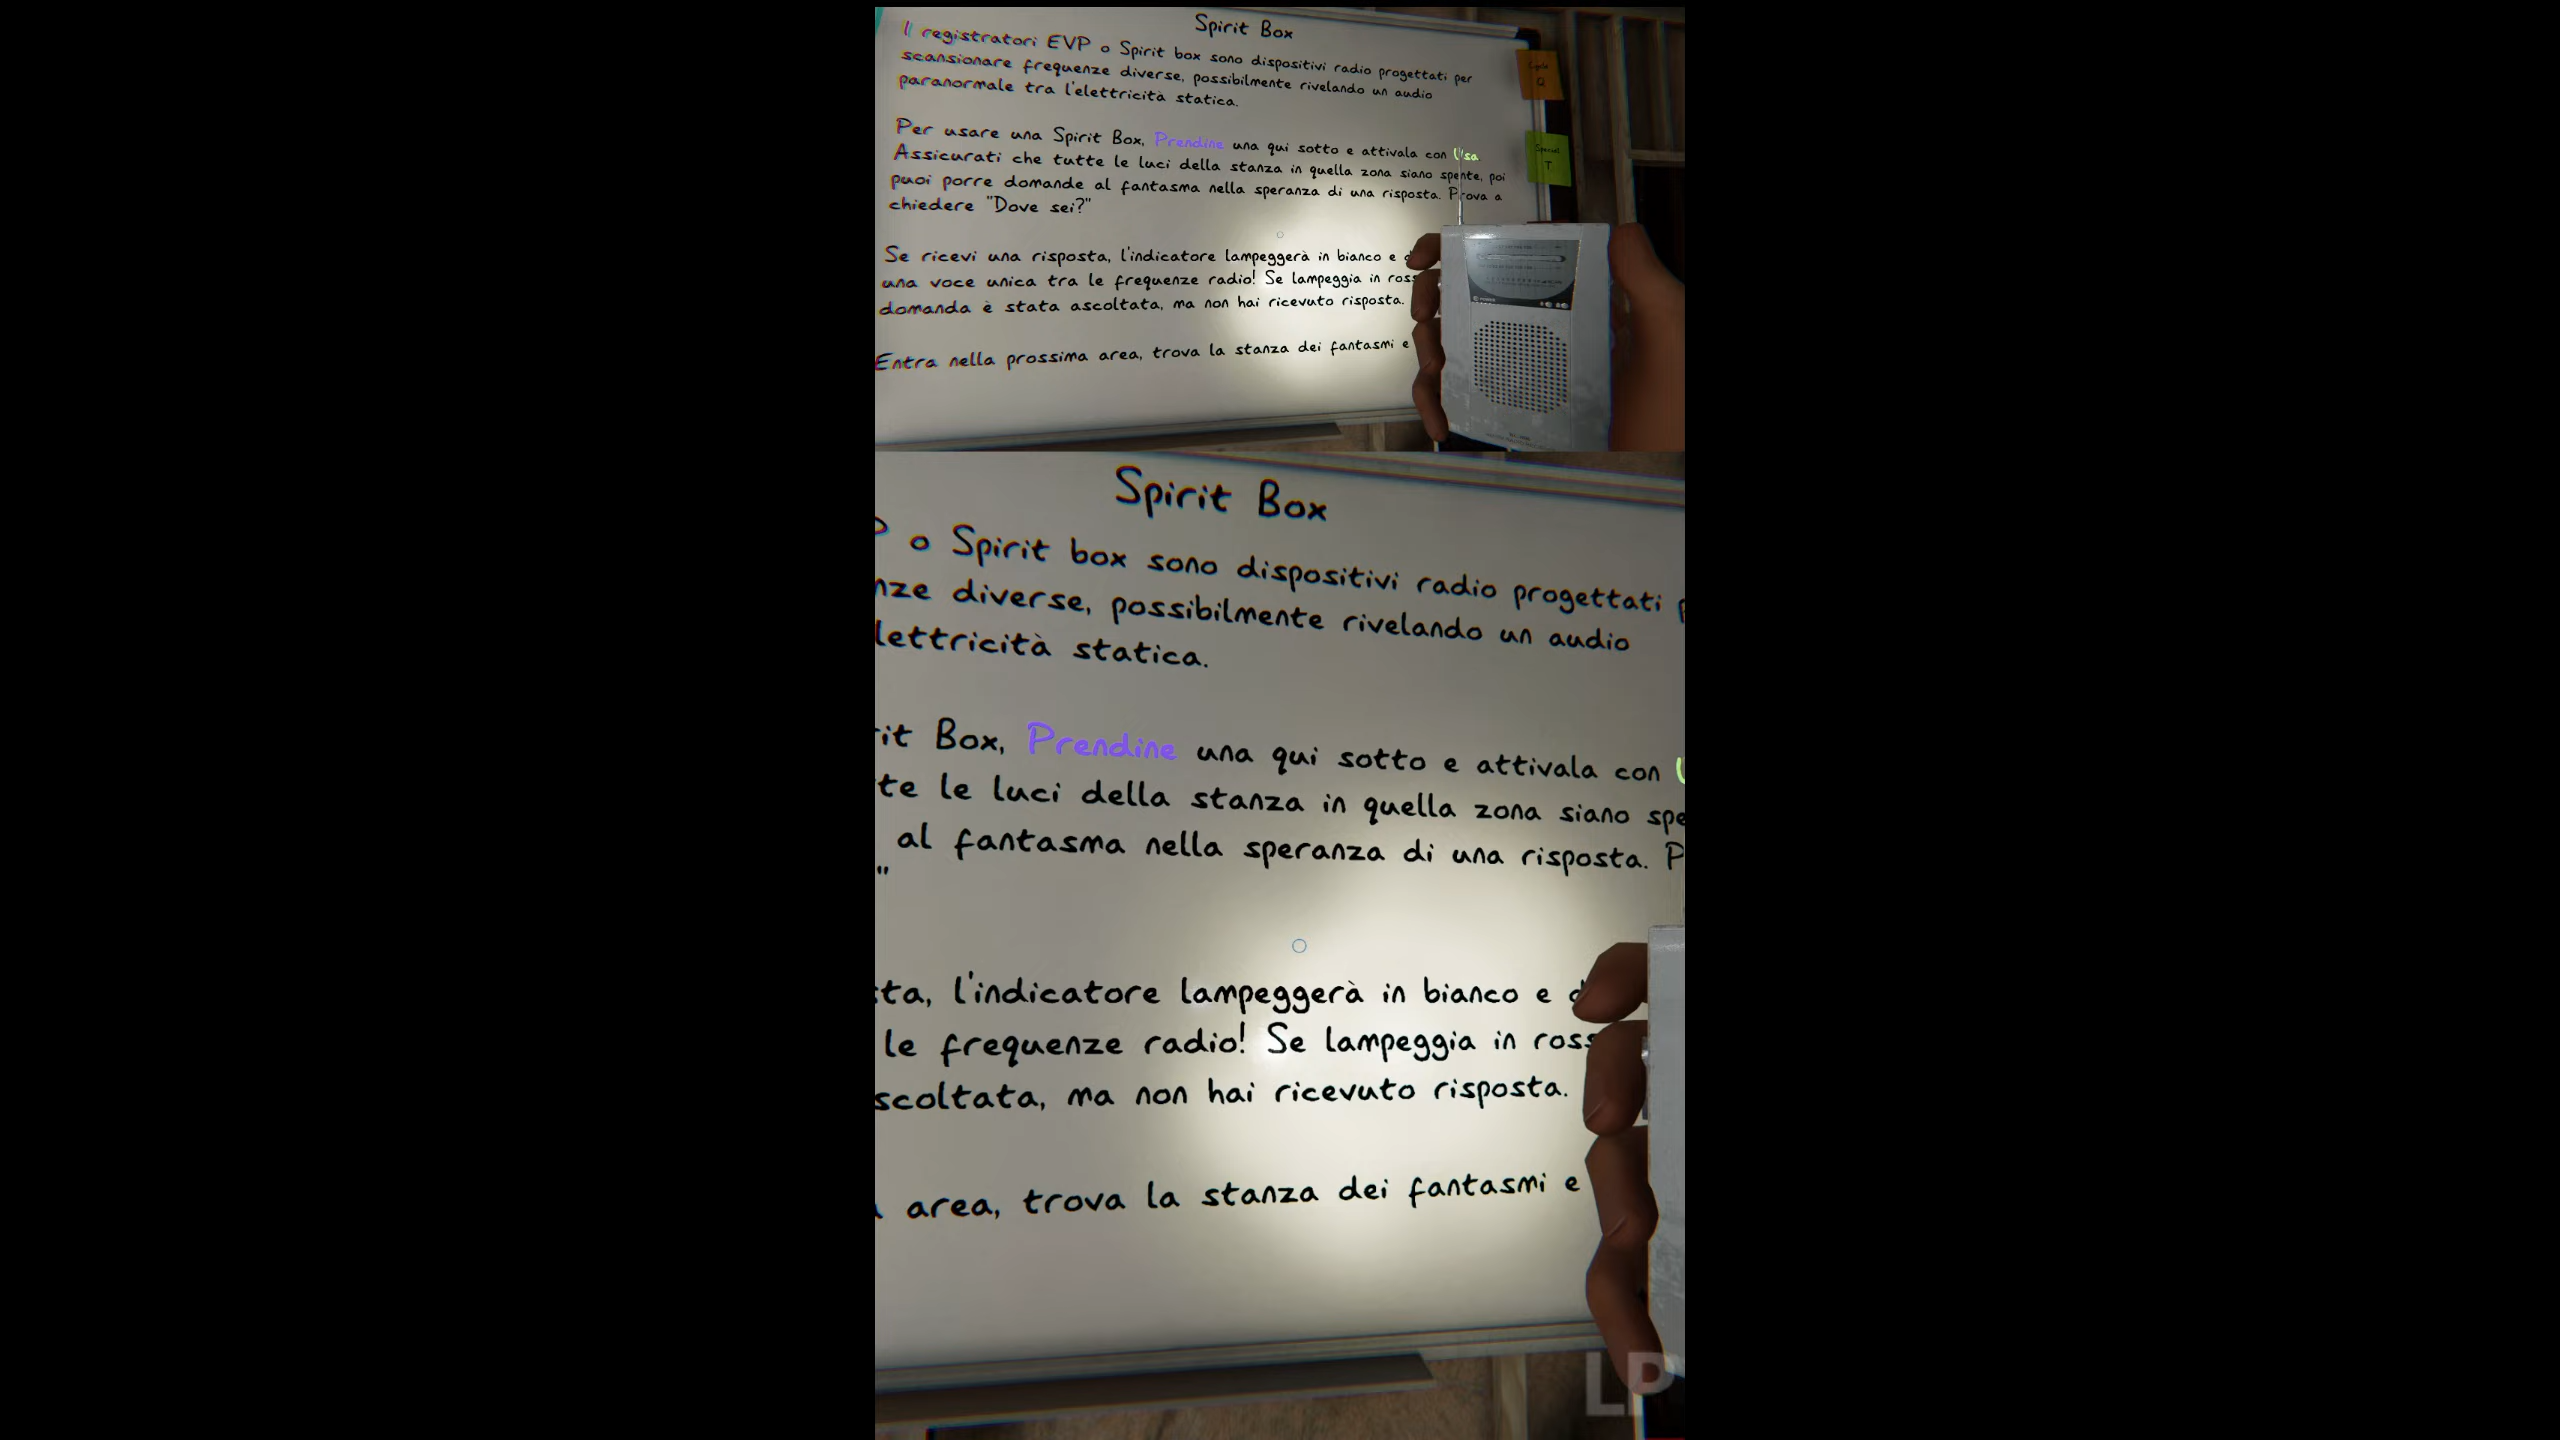 Spirit Box
Il registratori EVP o Spirit box sono dispositivi radio progettati per
scansionare frequenze diverse, possibilmente rivelando un audio
paranormale tra l'elettricità statica.
Per usare una Spirit Box, Prendine una qui sotto e attivala con Usa.
Assicurati che tutte le luci della stanza in quella zona siano spente, poi
puoi porre domande al fantasma nella speranza di una risposta. Prova a
chiedere "Dove sei?"
Se ricevi una risposta, l'indicatore lampeggerà in bianco e
una voce unica tra le frequenze radio! Se lampeggia in ross
domanda è stata ascoltata, ma non hai ricevuto risposta.
Entra nella prossima area, trova la stanza dei fantasmi e
Q
T
Spirit Box
o Spirit box sono dispositivi radio progettati
nze diverse, possibilmente rivelando un audio
lettricità statica.
rit Box, Prendine una qui sotto e attivala con
te le luci della stanza in quella zona siano spe
al fantasma nella speranza di una risposta. P
"
ta, l'indicatore lampeggerà in bianco e d
le frequenze radio! Se lampeggia in ross
scoltata, ma non hai ricevuto risposta.
area, trova la stanza dei fantasmi e
LP